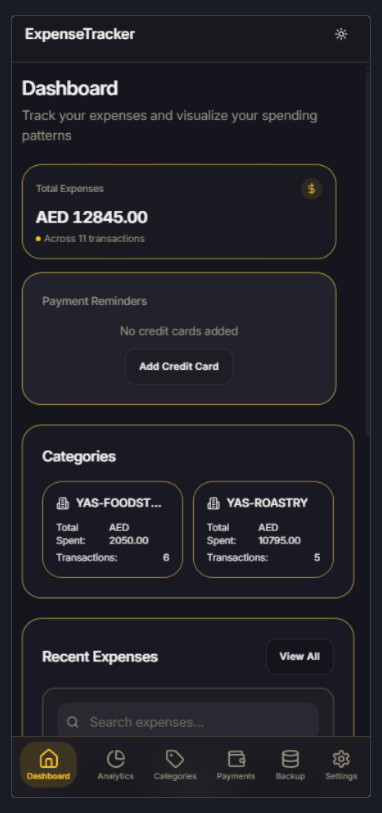 ExpenseTracker
Dashboard
Track your expenses and visualize your spending
patterns
Total Expenses
$
AED 12845.00
Across 11 transactions
Payment Reminders
No credit cards added
Add Credit Card
Categories
YAS-FOODST...
Total Spent: AED 2050.00
Transactions: 6
YAS-ROASTRY
Total Spent: AED 10795.00
Transactions: 5
Recent Expenses
View All
Search expenses...
Dashboard
Analytics
Categories
Payments
Backup
Settings